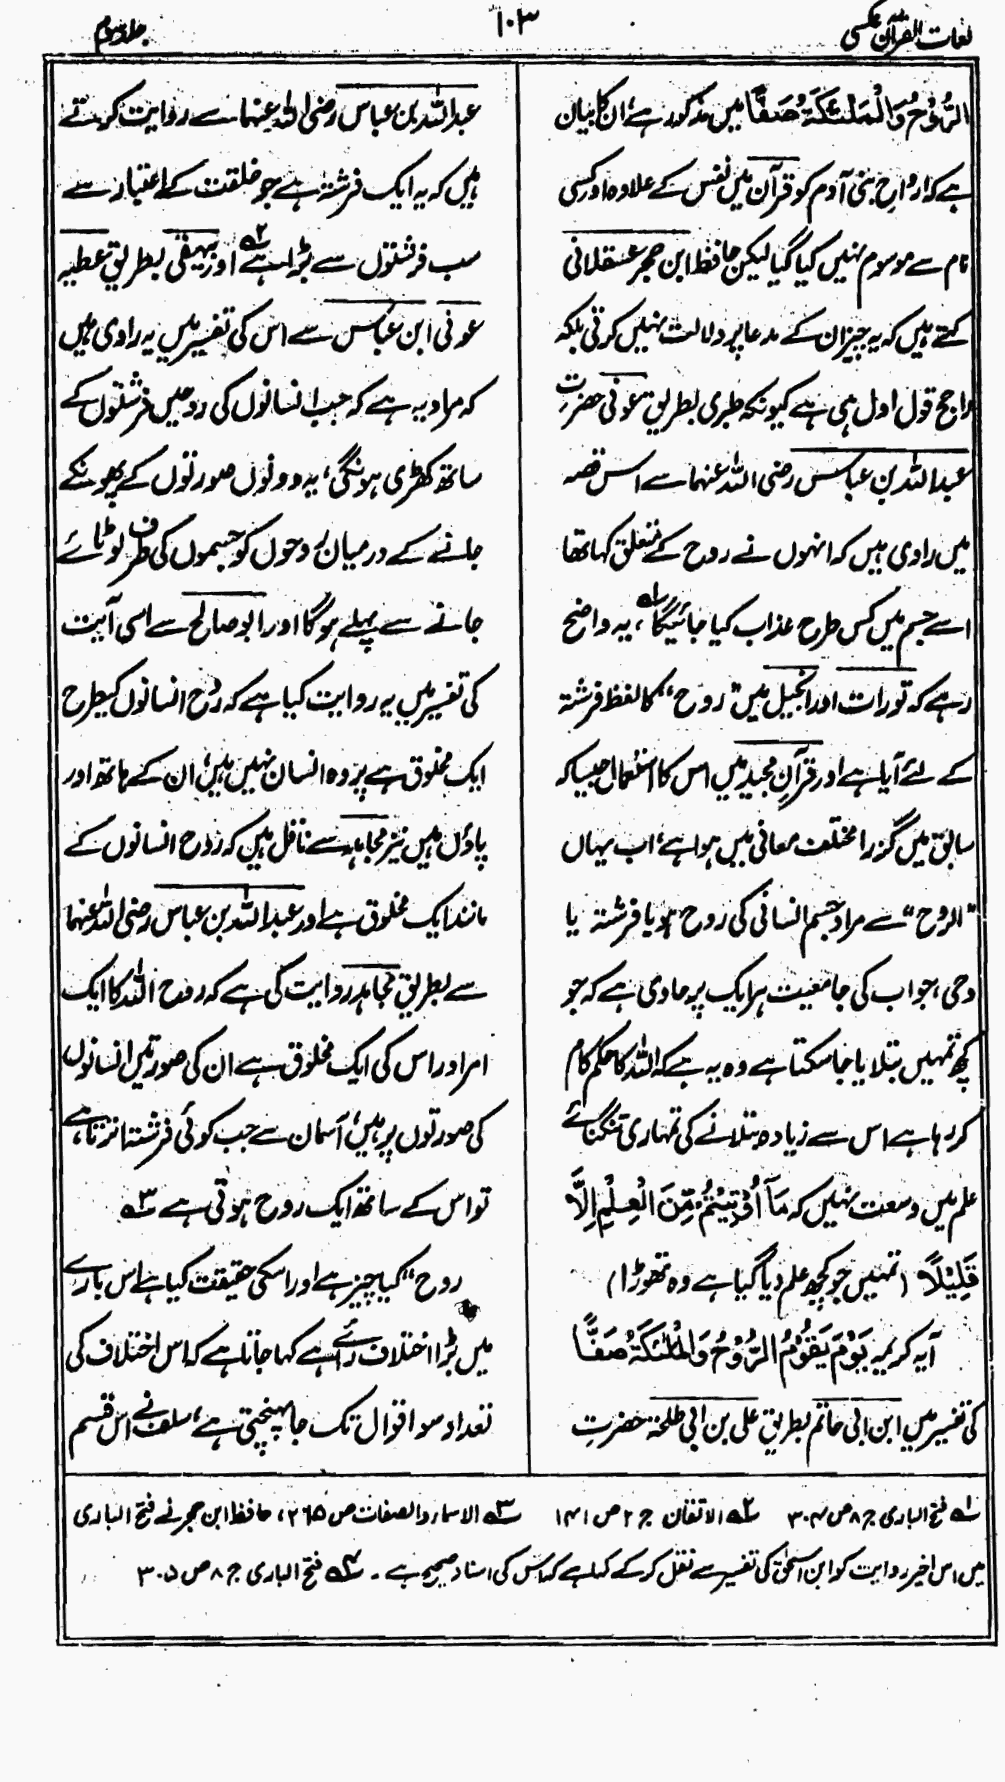 لغات القرآن عکسی
۱۰۳
جلد سوم
الرُّوْحُ وَالْمَلٰٓئِكَةُ صَفًّا میں مذکور ہے، ان کا بیان
ہے کہ ارواحِ بنی آدم کو قرآن میں نفس کے علاوہ اور کسی
نام سے موسوم نہیں کیا گیا لیکن حافظ ابن حجر عسقلانی
کہتے ہیں کہ یہ چیز ان کے مدعا پر دلالت نہیں کرتی بلکہ
راجح قول اول ہی ہے کیونکہ طبری بطریق عوفی حضرتِ
عبداللہ بن عباس رضی اللہ عنہما سے اس قصہ
میں راوی ہیں کہ انہوں نے روح کے متعلق کہا تھا
اسے جسم میں کس طرح عذاب کیا جائیگا ۱؎، یہ واضح
رہے کہ تورات اور انجیل میں "روح" کا لفظ فرشتہ
کے لئے آیا ہے اور قرآن مجید میں اس کا استعمال جیسا کہ
سابق میں گزرا مختلف معانی میں ہوا ہے، اب یہاں
"الروح" سے مراد جسم انسانی کی روح ہو یا فرشتہ یا
وحی، جواب کی جامعیت ہر ایک پر حاوی ہے کہ جو
کچھ تمہیں بتلایا جا سکتا ہے وہ یہ ہے کہ اللہ کا حکم کام
کر رہا ہے اس سے زیادہ بتلانے کی تمہاری تنگنائے
علم میں وسعت نہیں کہ مَآ اُوْتِيْتُمْ مِّنَ الْعِلْمِ اِلَّا
قَلِيْلًا (تمہیں جو کچھ علم دیا گیا ہے وہ تھوڑا)
آیہ کریمہ يَوْمَ يَقُوْمُ الرُّوْحُ وَالْمَلٰٓئِكَةُ صَفًّا
کی تفسیر میں ابن ابی حاتم بطریق علی بن ابی طلحہ حضرتِ
عبداللہ بن عباس رضی اللہ عنہما سے روایت کرتے
ہیں کہ یہ ایک فرشتہ ہے جو خلقت کے اعتبار سے
سب فرشتوں سے بڑا ہے ۲؎ اور بیہقی بطریق عطیہ
عوفی ابن عباس سے اس کی تفسیر میں یہ راوی ہیں
کہ مراد یہ ہے کہ جب انسانوں کی روحیں فرشتوں کے
ساتھ کھڑی ہونگی، یہ دونوں صورتوں کے پھونکے
جانے کے درمیان روحوں کو جسموں کی طرف لوٹائے
جانے سے پہلے ہوگا اور ابو صالح سے اسی آیت
کی تفسیر میں یہ روایت کیا ہے کہ رُوح انسانوں کیطرح
ایک مخلوق ہے پر وہ انسان نہیں ہیں، ان کے ہاتھ اور
پاؤں ہیں نیز مجاہد سے ناقل ہیں کہ رُوح انسانوں کے
مانند ایک مخلوق ہے اور عبداللہ بن عباس رضی اللہ عنہما
سے بطریق مجاہد روایت کی ہے کہ روح اللہ کا ایک
امر اور اس کی ایک مخلوق ہے ان کی صورتیں انسانوں
کی صورتوں پر ہیں، آسمان سے جب کوئی فرشتہ اترتا ہے،
تو اس کے ساتھ ایک روح ہوتی ہے ۳؎
روح" کیا چیز ہے اور اسکی حقیقت کیا ہے اس بارے
میں بڑا اختلاف رائے ہے کہا جاتا ہے کہ اس اختلاف کی
تعداد سو اقوال تک جا پہنچتی ہے، سلف نے اس قسم
۱؎ فتح الباری ج ۸ ص ۳۰۴ ۲؎ الاتقان ج ۲ ص ۱۴۱ ۳؎ الاسماء والصفات ص ۲۶۵، حافظ ابن حجر نے فتح الباری
میں اس اخیر روایت کو ابن اسحٰق کی تفسیر سے نقل کر کے کہا ہے کہ اس کی اسناد صحیح ہے۔ ۴؎ فتح الباری ج ۸ ص ۳۰۵